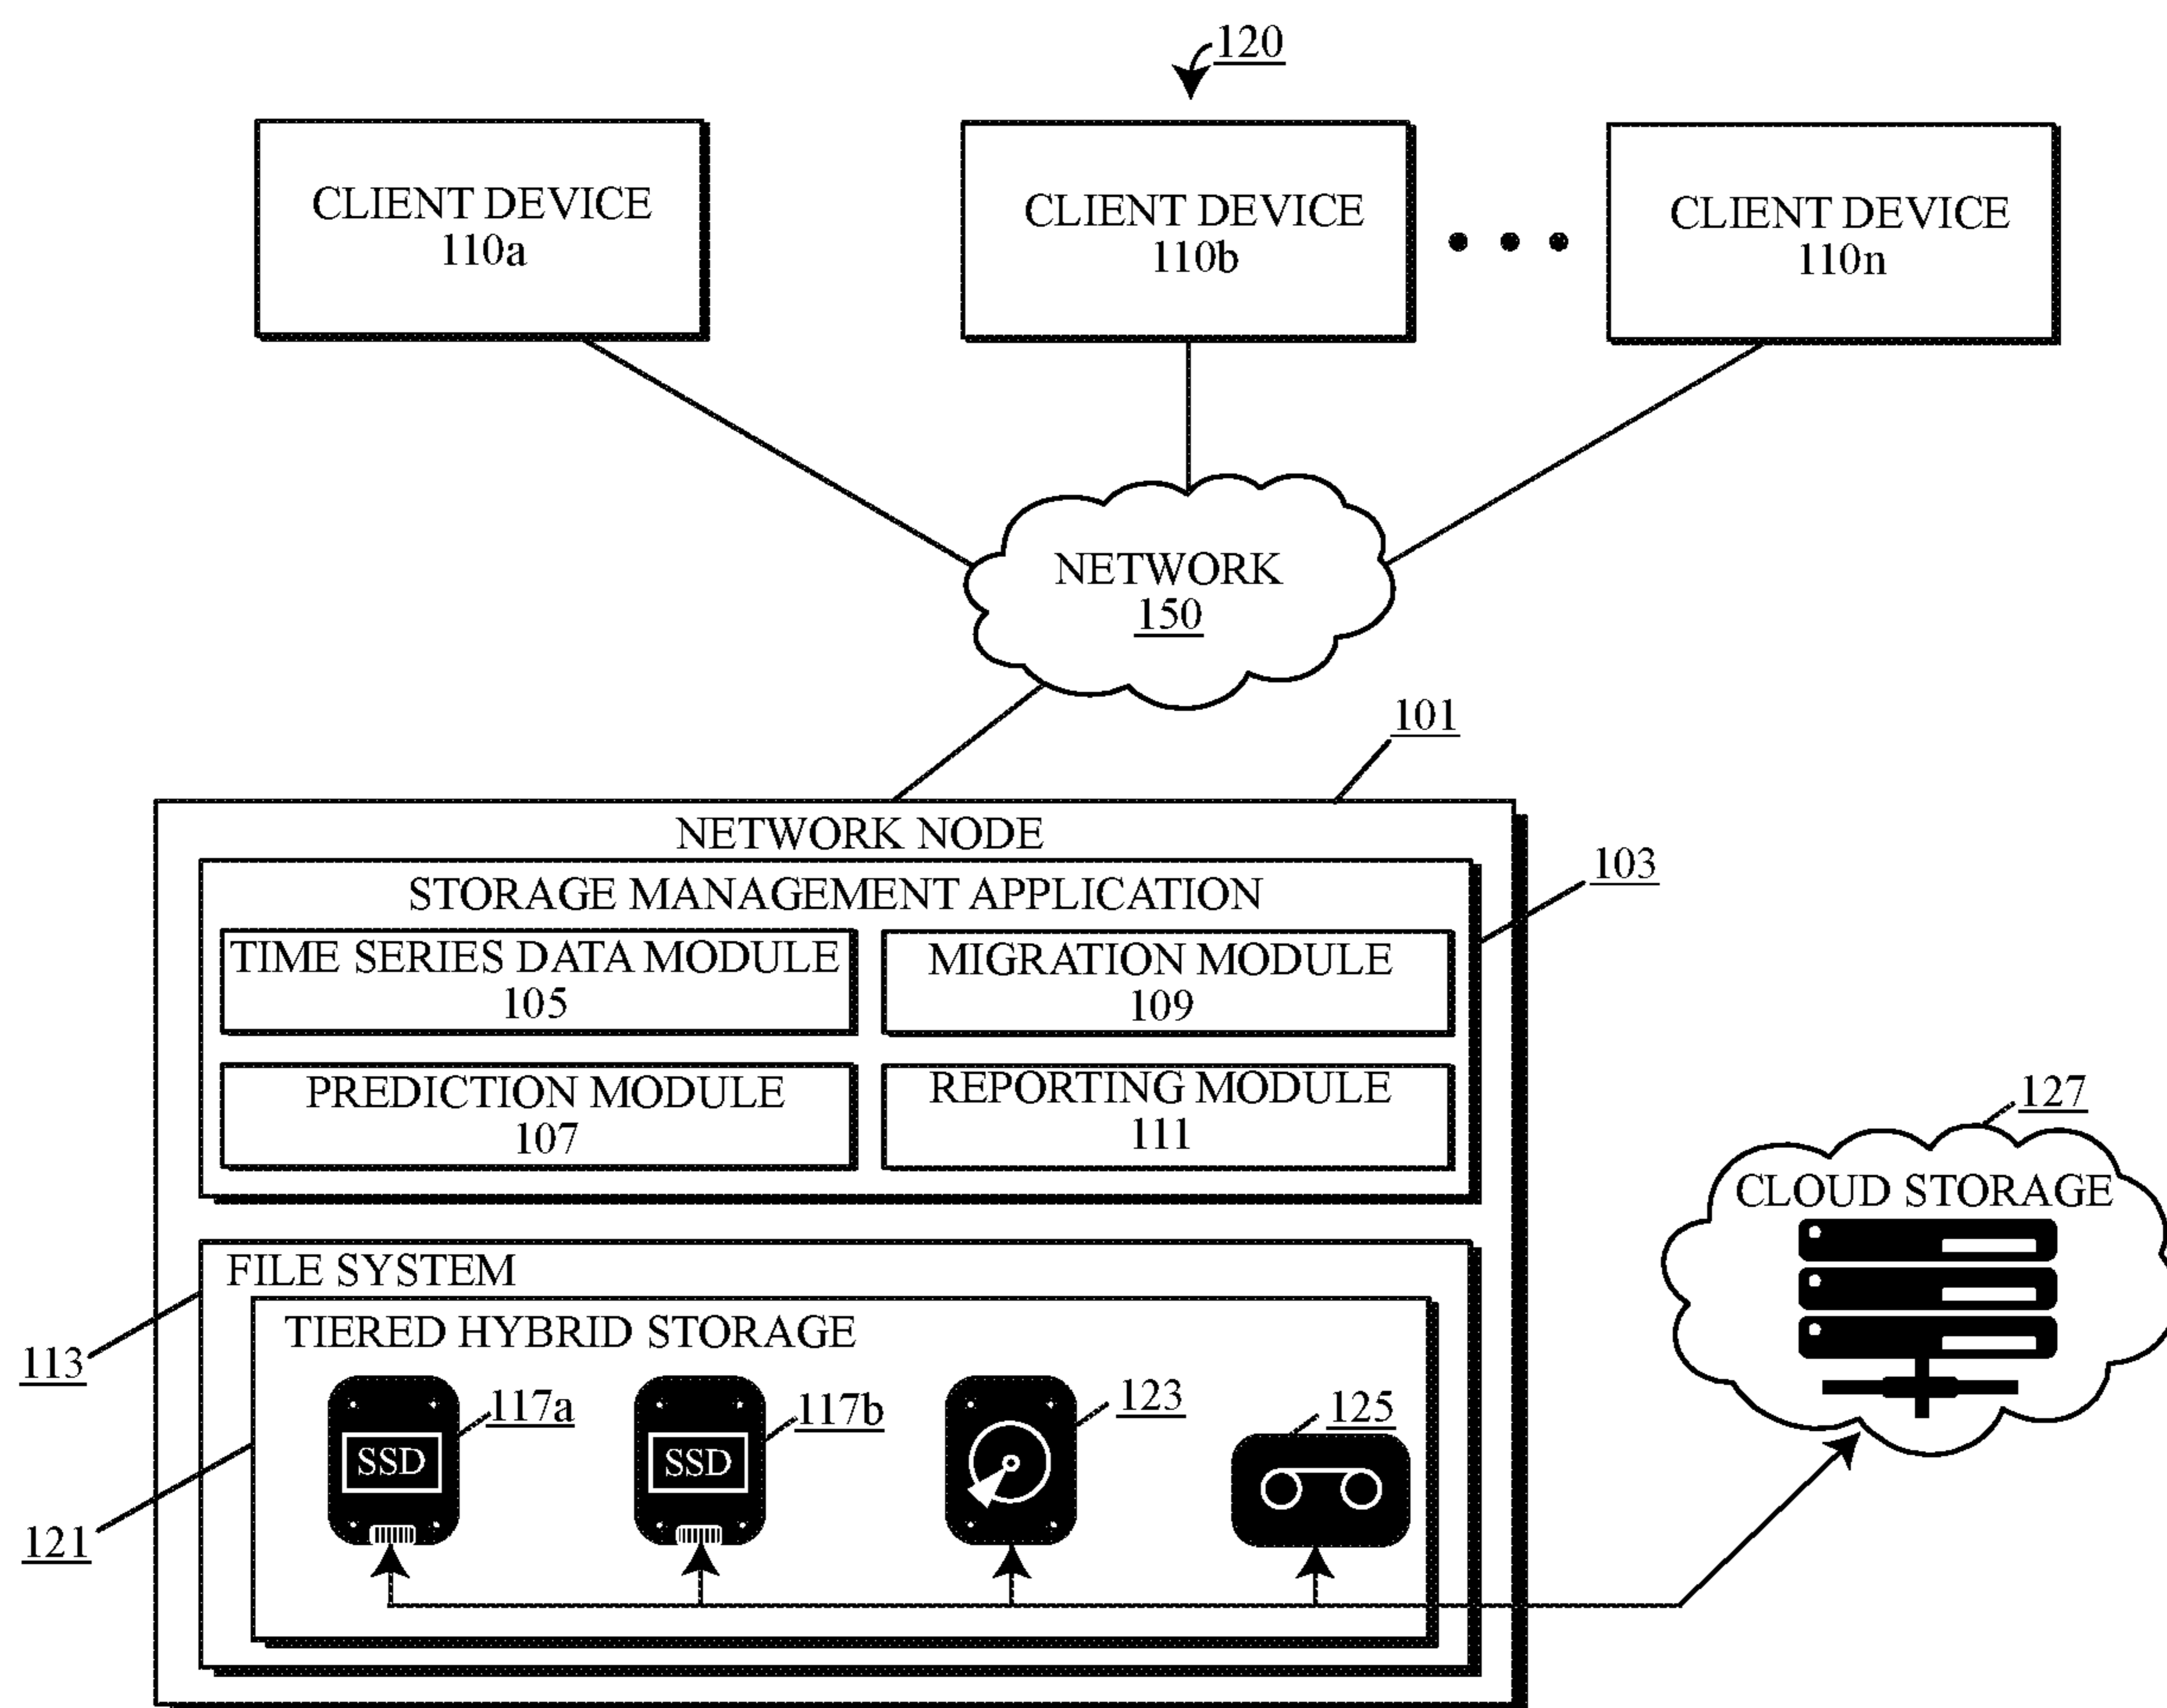 120
CLIENT DEVICE
110a
CLIENT DEVICE
110b
CLIENT DEVICE
110n
NETWORK
150
101
NETWORK NODE
103
STORAGE MANAGEMENT APPLICATION
TIME SERIES DATA MODULE
105
MIGRATION MODULE
109
PREDICTION MODULE
107
REPORTING MODULE
111
127
CLOUD STORAGE
FILE SYSTEM
TIERED HYBRID STORAGE
113
117a
117b
123
125
SSD
SSD
121